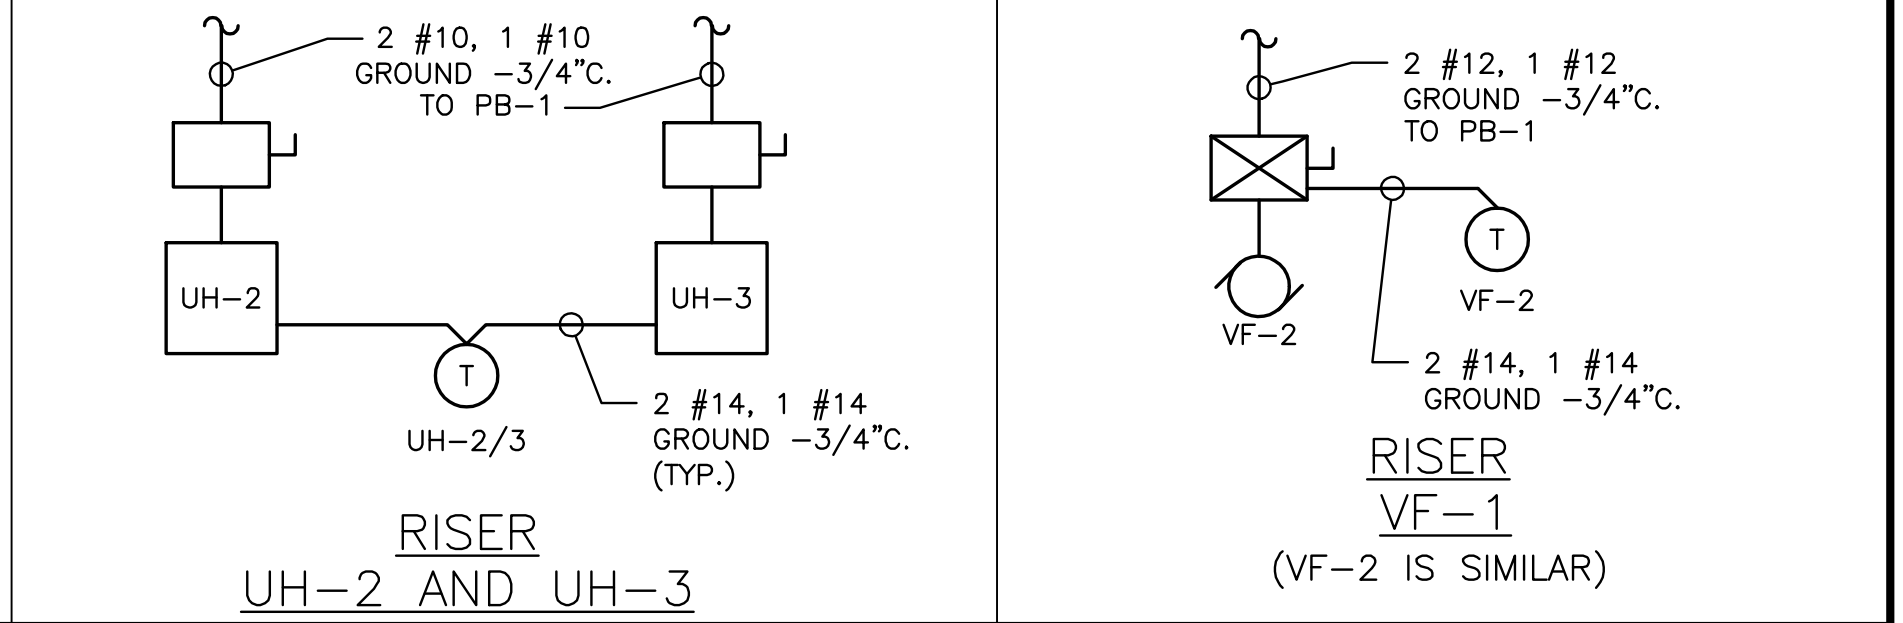 2 #10, 1 #10
GROUND -3/4"C.
TO PB-1
UH-2
UH-3
T
UH-2/3
2 #14, 1 #14
GROUND -3/4"C.
(TYP.)
RISER
UH-2 AND UH-3
2 #12, 1 #12
GROUND -3/4"C.
TO PB-1
T
VF-2
VF-2
2 #14, 1 #14
GROUND -3/4"C.
RISER
VF-1
(VF-2 IS SIMILAR)